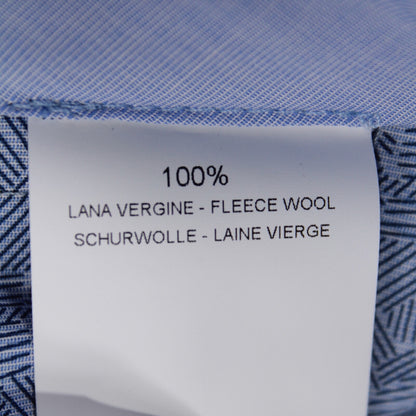 100%
LANA VERGINE - FLEECE WOOL
SCHURWOLLE - LAINE VIERGE